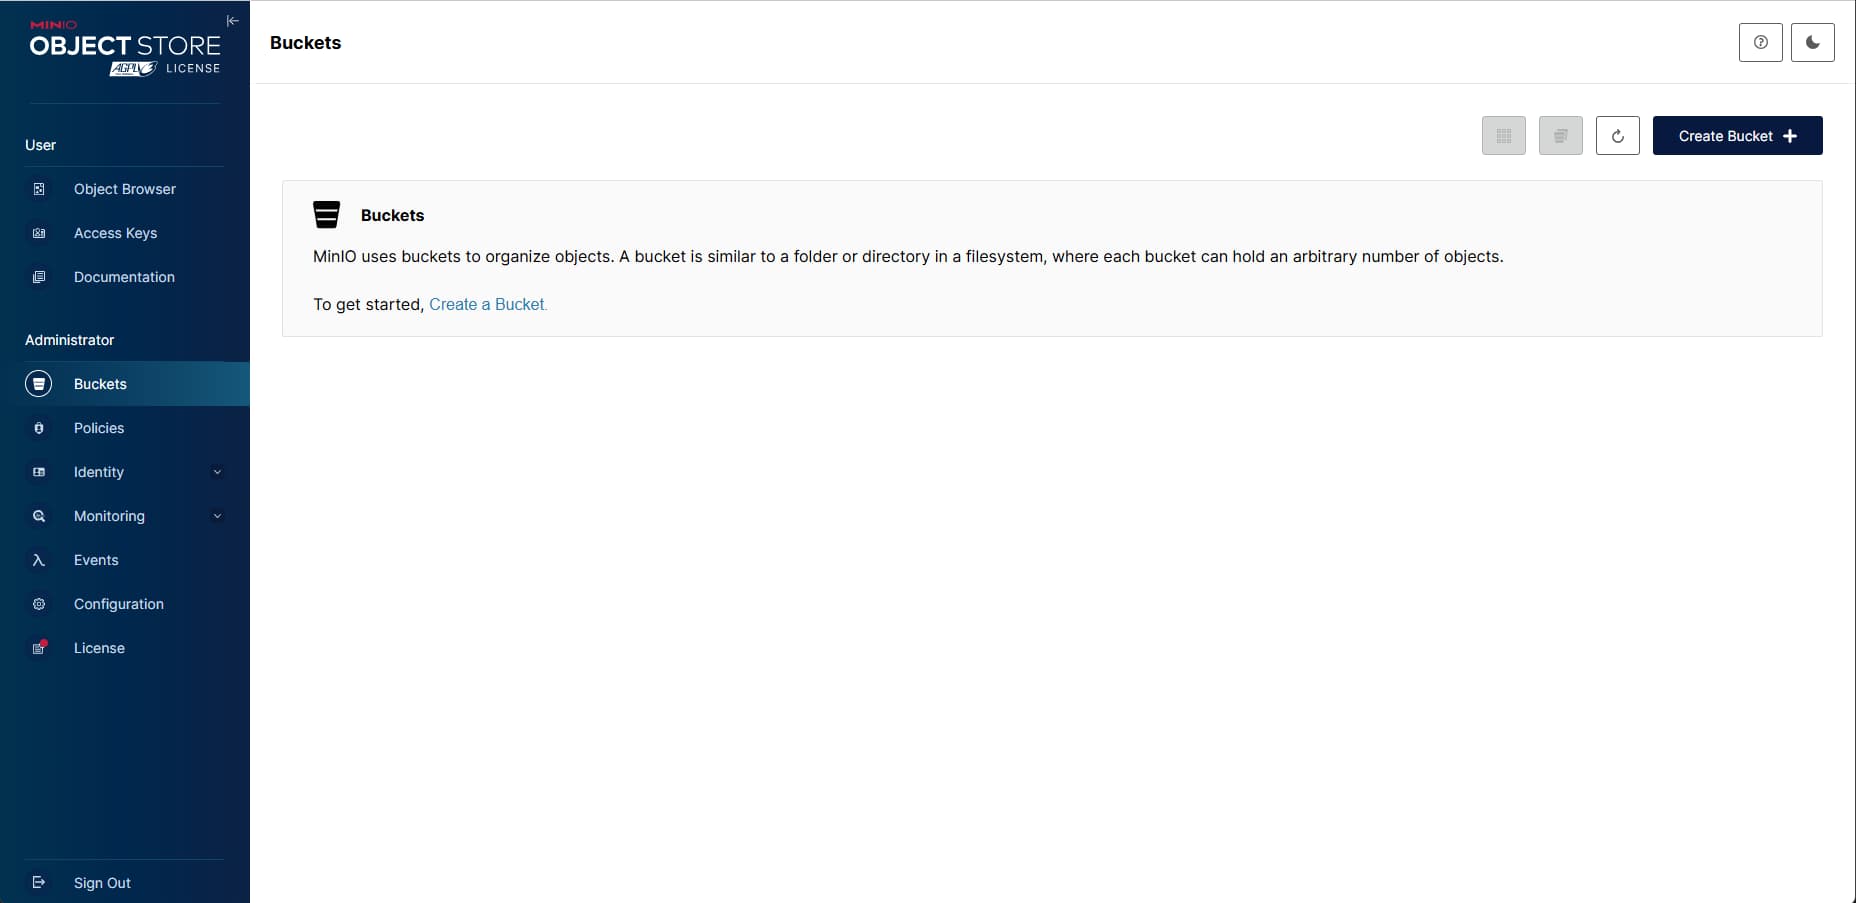 MINIO
OBJECT STORE
AGPLv3 LICENSE
User
Object Browser
Access Keys
Documentation
Administrator
Buckets
Policies
Identity
Monitoring
Events
Configuration
License
Sign Out
Buckets
Create Bucket
Buckets
MinIO uses buckets to organize objects. A bucket is similar to a folder or directory in a filesystem, where each bucket can hold an arbitrary number of objects.
To get started, Create a Bucket.